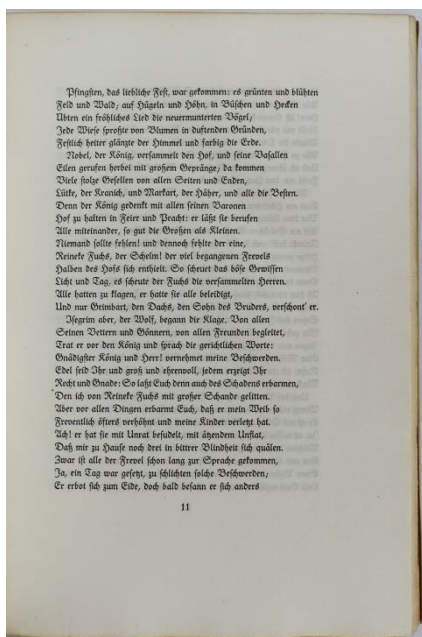 Pfingsten, das liebliche Fest, war gekommen: es grünten und blühten
Feld und Wald; auf Hügeln und Höhn, in Büschen und Hecken
Übten ein fröhliches Lied die neuermunterten Vögel;
Jede Wiese sproßte von Blumen in duftenden Gründen,
Festlich heiter glänzte der Himmel und farbig die Erde.
Nobel, der König, versammelt den Hof, und seine Vasallen
Eilen gerufen herbei mit großem Gepränge; da kommen
Viele stolze Gesellen von allen Seiten und Enden,
Lütke, der Kranich, und Markart, der Häher, und alle die Besten.
Denn der König gedenkt mit allen seinen Baronen
Hof zu halten in Feier und Pracht: er läßt sie berufen
Alle miteinander, so gut die Großen als Kleinen.
Niemand sollte fehlen! und dennoch fehlte der eine,
Reineke Fuchs, der Schelm! der viel begangenen Frevels
Halben des Hofs sich enthielt. So scheuet das böse Gewissen
Licht und Tag, es scheute der Fuchs die versammelten Herren.
Alle hatten zu klagen, er hatte sie alle beleidigt,
Und nur Grimbart, den Dachs, den Sohn des Bruders, verschont' er.
Isegrim aber, der Wolf, begann die Klage. Von allen
Seinen Vettern und Gönnern, von allen Freunden begleitet,
Trat er vor den König und sprach die gerichtlichen Worte:
Gnädigster König und Herr! vernehmet meine Beschwerden.
Edel seid Ihr und groß und ehrenvoll, jedem erzeigt Ihr
Recht und Gnade: So laßt Euch denn auch des Schadens erbarmen,
Den ich von Reineke Fuchs mit großer Schande gelitten.
Aber vor allen Dingen erbarmt Euch, daß er mein Weib so
Freventlich öfters verhöhnt und meine Kinder verletzt hat.
Ach! er hat sie mit Unrat besudelt, mit ätzendem Unflat,
Daß mir zu Hause noch drei in bittrer Blindheit sich quälen.
Zwar ist alle der Frevel schon lang zur Sprache gekommen,
Ja, ein Tag war gesetzt, zu schlichten solche Beschwerden;
Er erbot sich zum Eide, doch bald besann er sich anders
11